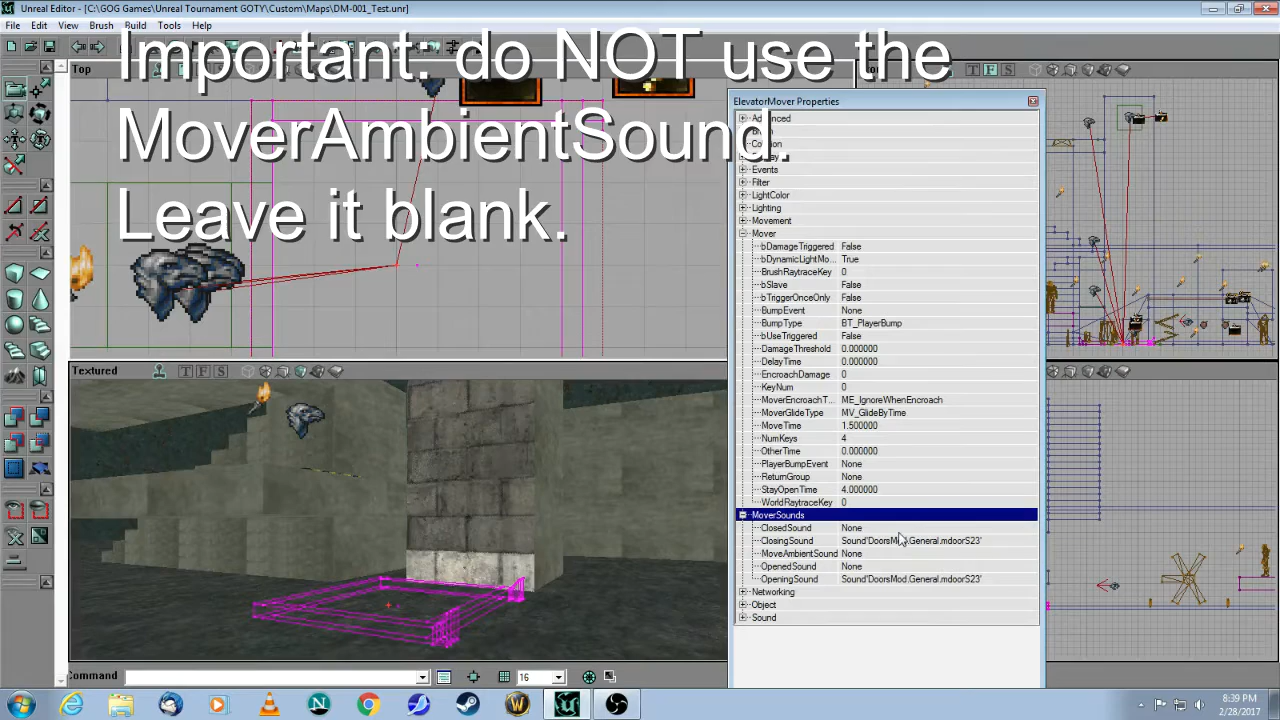 Unreal Editor - [C:\GOG Games\Unreal Tournament GOTY\Custom\Maps\DM-001_Test.unr]
File Edit View Brush Build Tools Help
Important: do NOT use the
MoverAmbientSound.
Leave it blank.
Top
T F S
ElevatorMover Properties
Advanced
Events
Filter
LightColor
Lighting
Movement
Mover
bDamageTriggered False
bDynamicLightMo... True
BrushRaytraceKey 0
bSlave False
bTriggerOnceOnly False
BumpEvent None
BumpType BT_PlayerBump
bUseTriggered False
DamageThreshold 0.000000
DelayTime 0.000000
EncroachDamage 0
KeyNum 0
MoverEncroachT... ME_IgnoreWhenEncroach
MoverGlideType MV_GlideByTime
MoveTime 1.500000
NumKeys 4
OtherTime 0.000000
PlayerBumpEvent None
ReturnGroup None
StayOpenTime 4.000000
WorldRaytraceKey 0
MoverSounds
ClosedSound None
ClosingSound Sound'DoorsMod.General.mdoorS23'
MoveAmbientSound None
OpenedSound None
OpeningSound Sound'DoorsMod.General.mdoorS23'
Networking
Object
Sound
Textured
T F S
Command
16
8:39 PM
2/28/2017